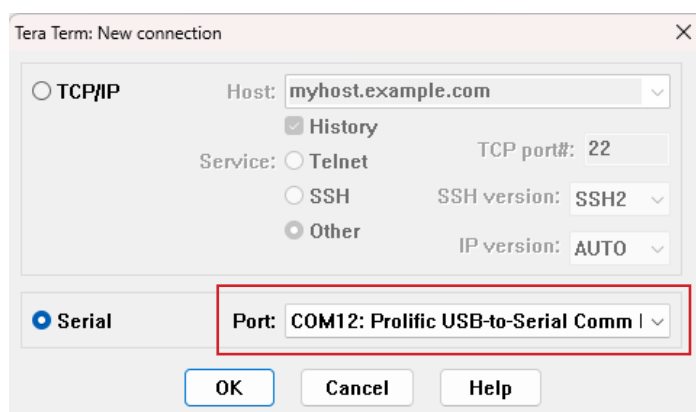 Tera Term: New connection
TCP/IP Host: myhost.example.com
History
Service: Telnet TCP port#: 22
SSH SSH version: SSH2
Other IP version: AUTO
Serial Port: COM12: Prolific USB-to-Serial Comm
OK Cancel Help